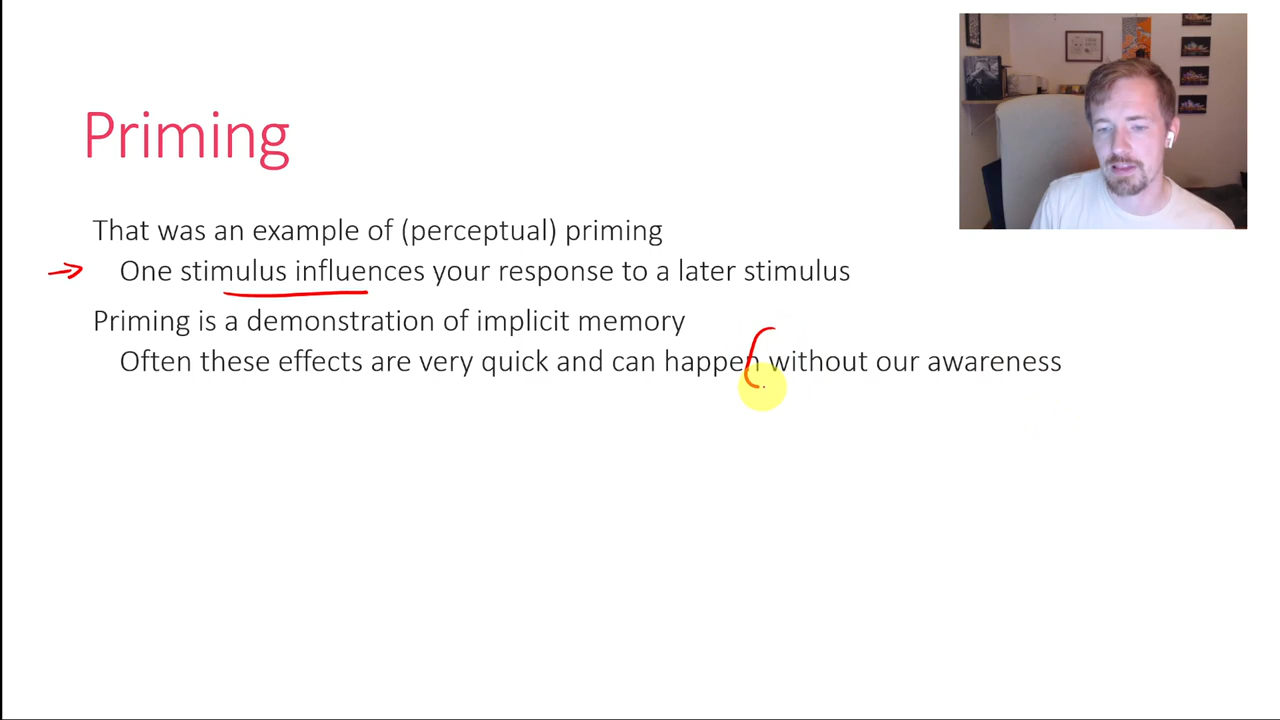 Priming
That was an example of (perceptual) priming
One stimulus influences your response to a later stimulus
Priming is a demonstration of implicit memory
Often these effects are very quick and can happen without our awareness